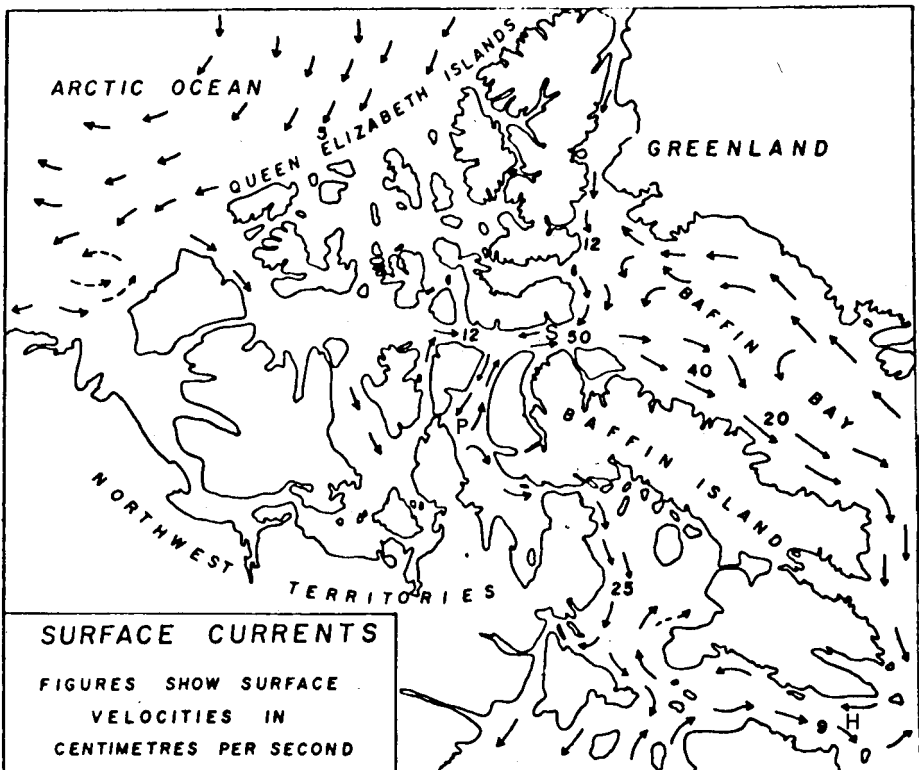 ARCTIC OCEAN
QUEEN ELIZABETH ISLANDS
5
GREENLAND
12
BAFFIN BAY
12
S
50
40
20
P
BAFFIN ISLAND
NORTHWEST TERRITORIES
25
9
H
SURFACE CURRENTS
FIGURES SHOW SURFACE
VELOCITIES IN
CENTIMETRES PER SECOND